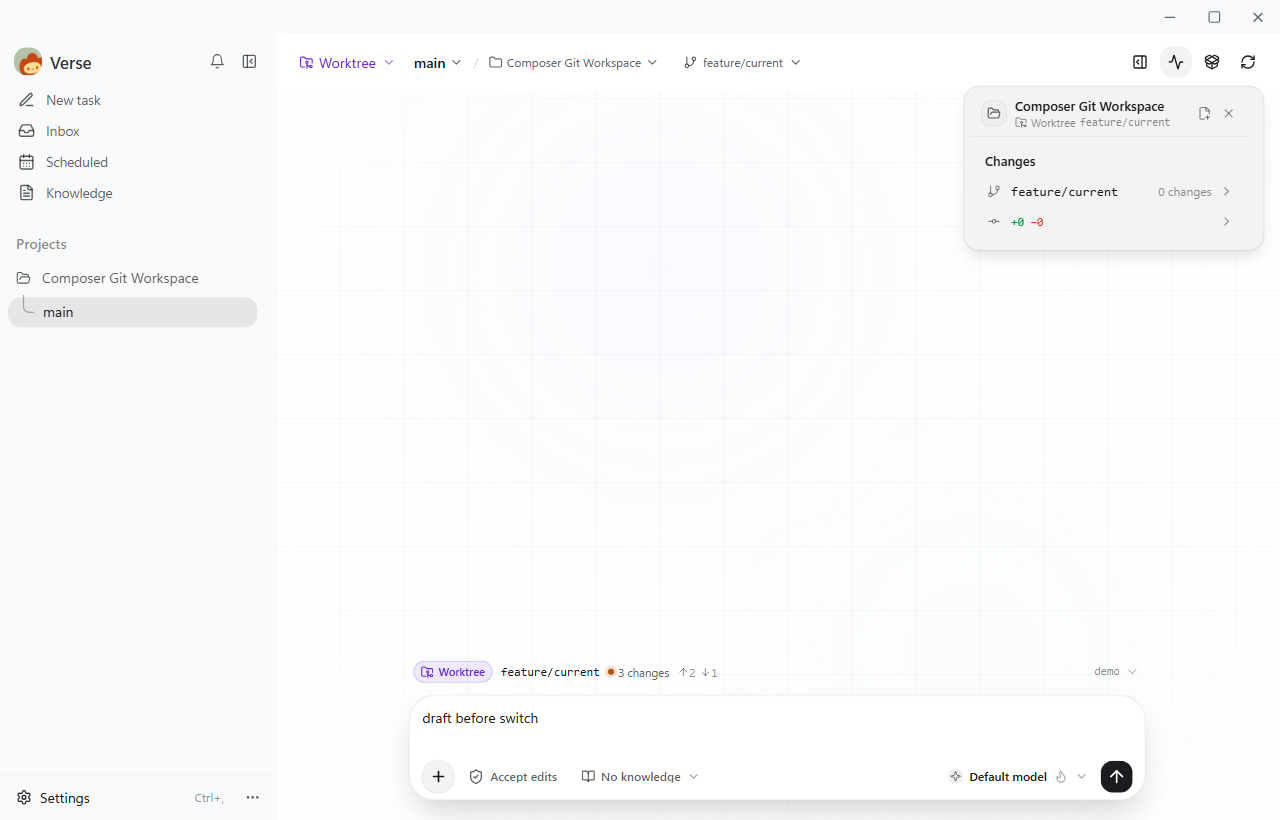 Verse
New task
Inbox
Scheduled
Knowledge
Projects
Composer Git Workspace
main
Settings
Ctrl+,
Worktree
main
/
Composer Git Workspace
feature/current
Composer Git Workspace
Worktree feature/current
Changes
feature/current
0 changes
+0 −0
Worktree
feature/current
3 changes
↑2 ↓1
demo
draft before switch
Accept edits
No knowledge
Default model